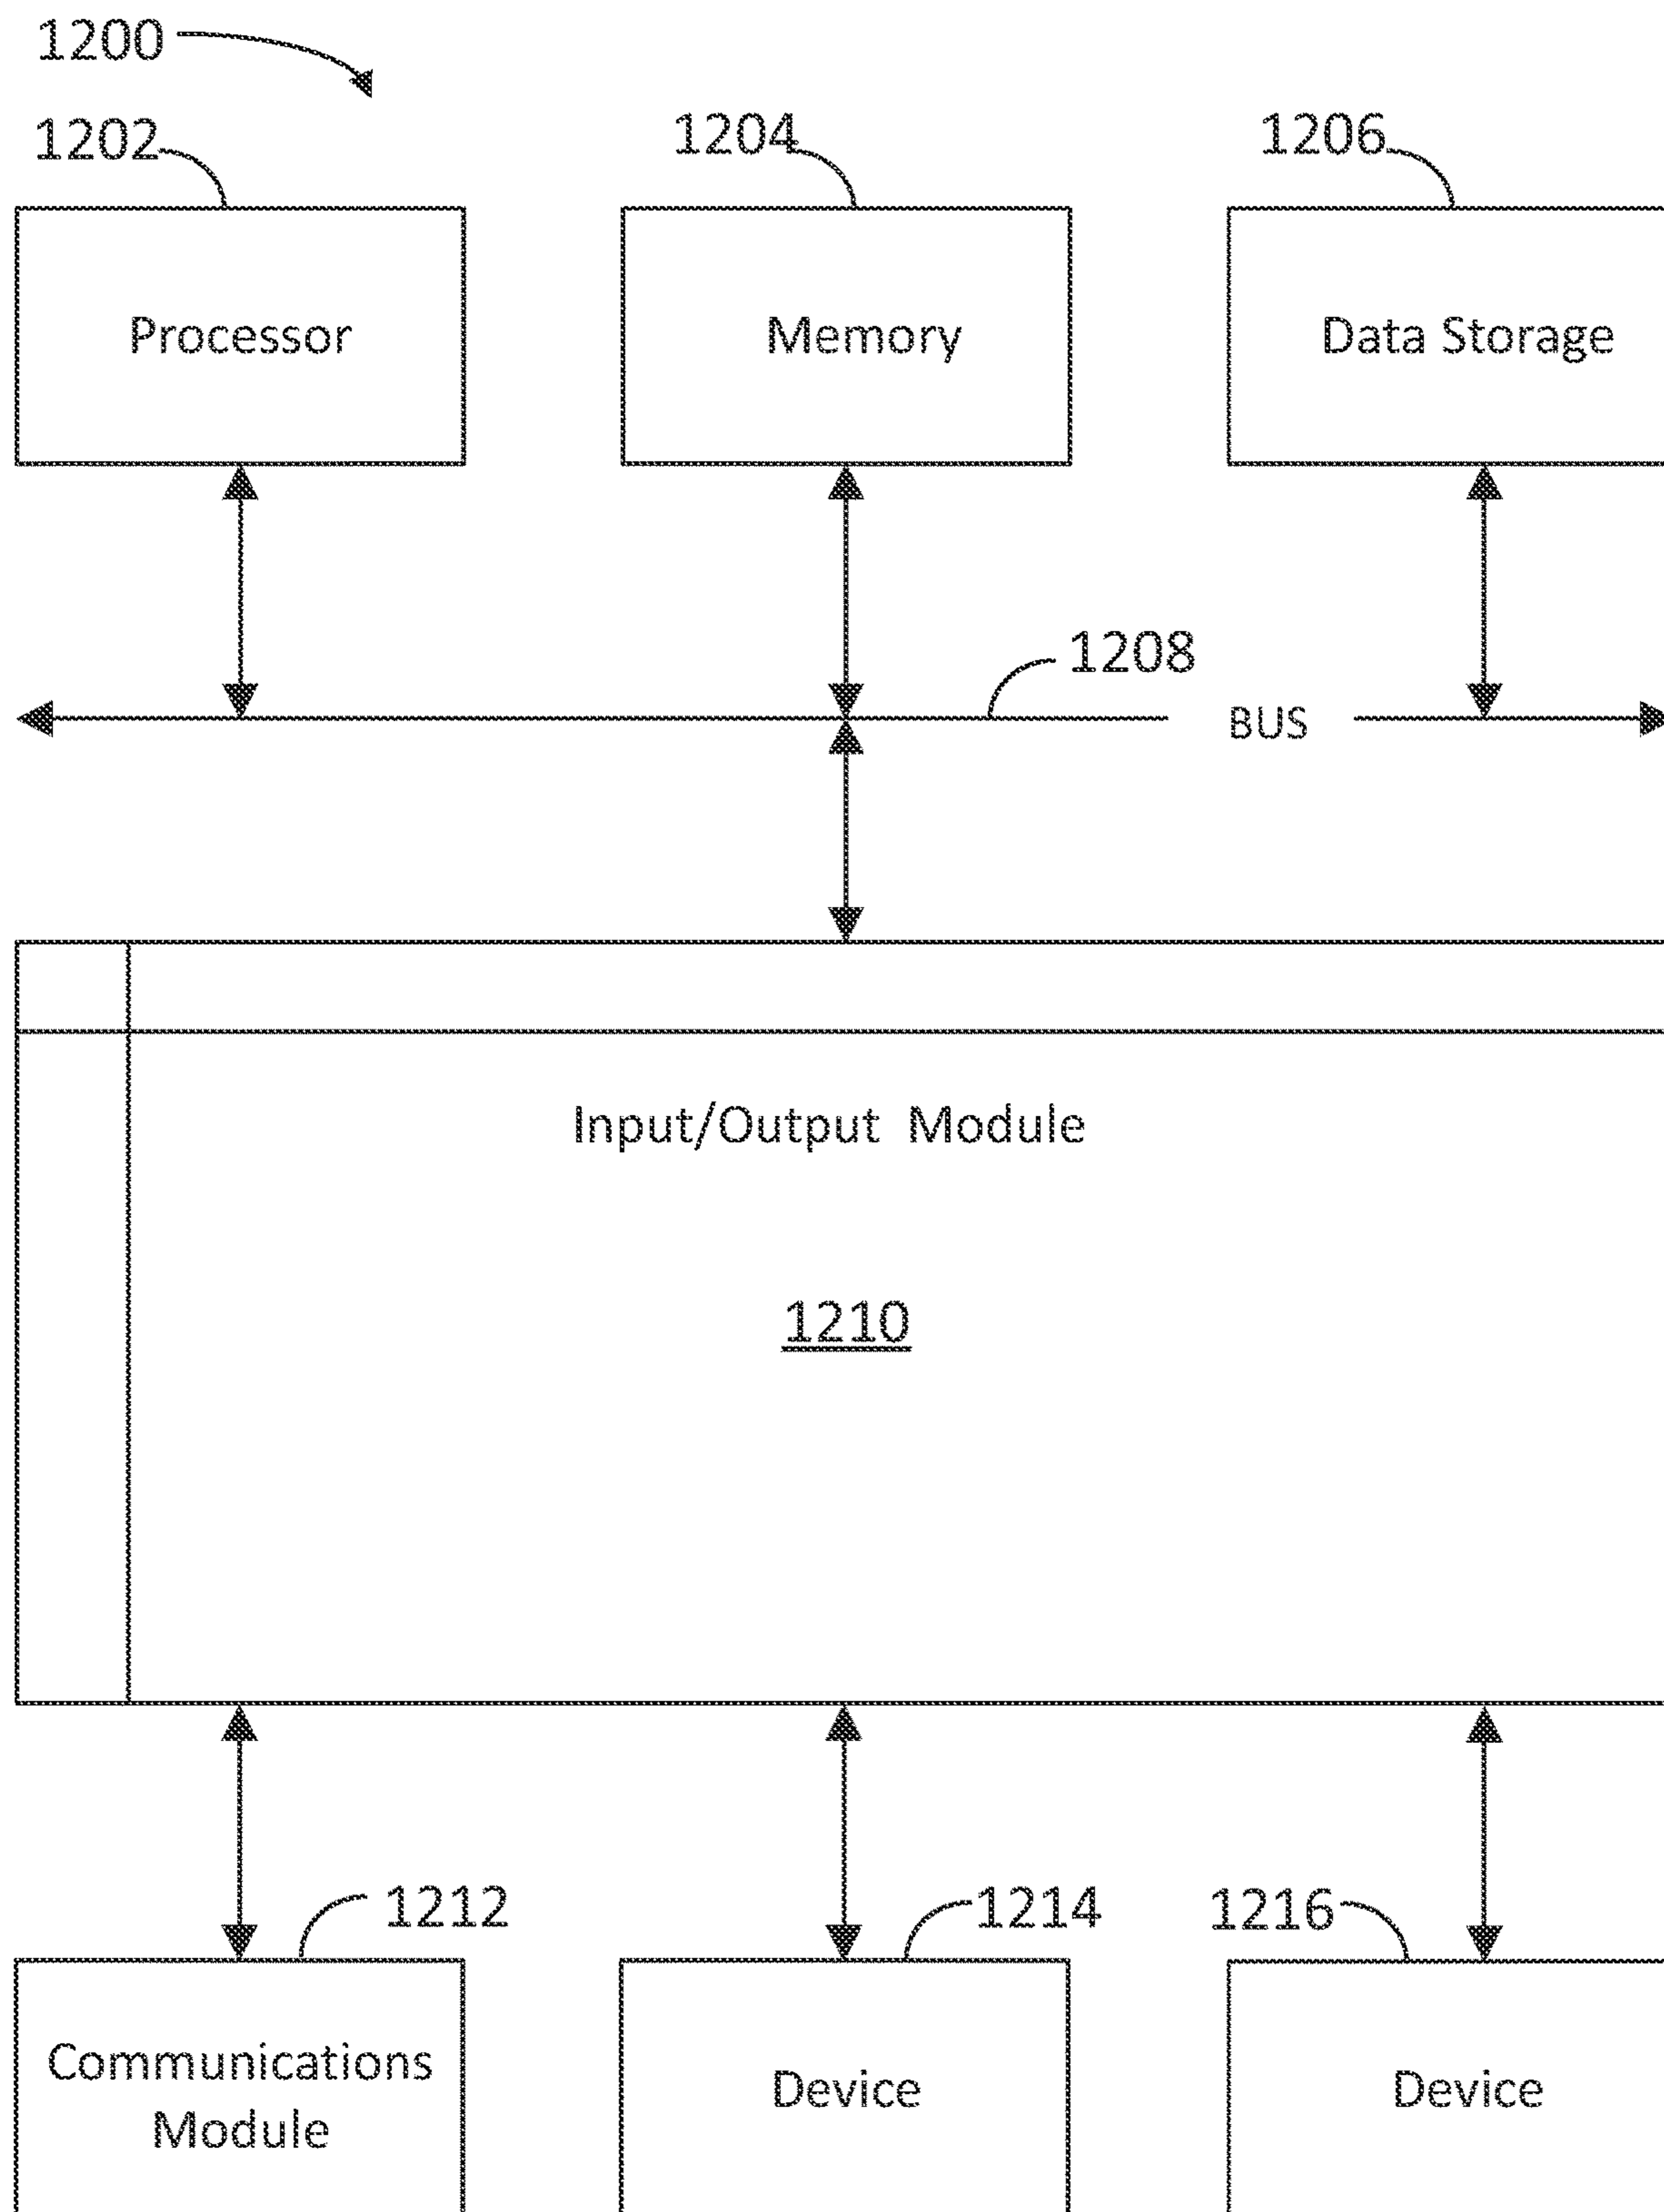 1200
1202
1204
1206
Processor
Memory
Data Storage
1208
BUS
Input/Output Module
1210
1212
1214
1216
Communications
Module
Device
Device